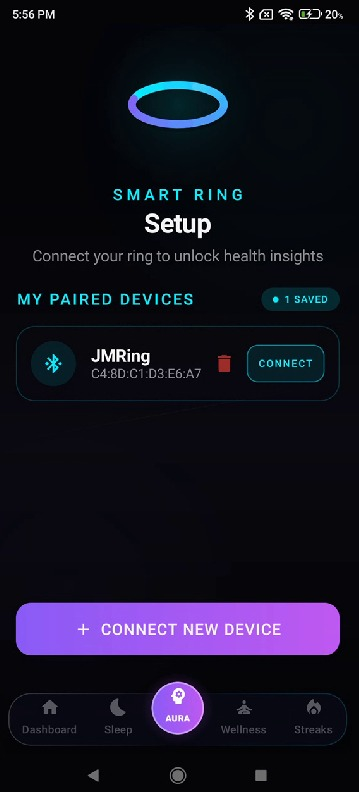 5:56 PM
20%
SMART RING
Setup
Connect your ring to unlock health insights
MY PAIRED DEVICES
1 SAVED
JMRing
C4:8D:C1:D3:E6:A7
CONNECT
+ CONNECT NEW DEVICE
Dashboard
Sleep
AURA
Wellness
Streaks